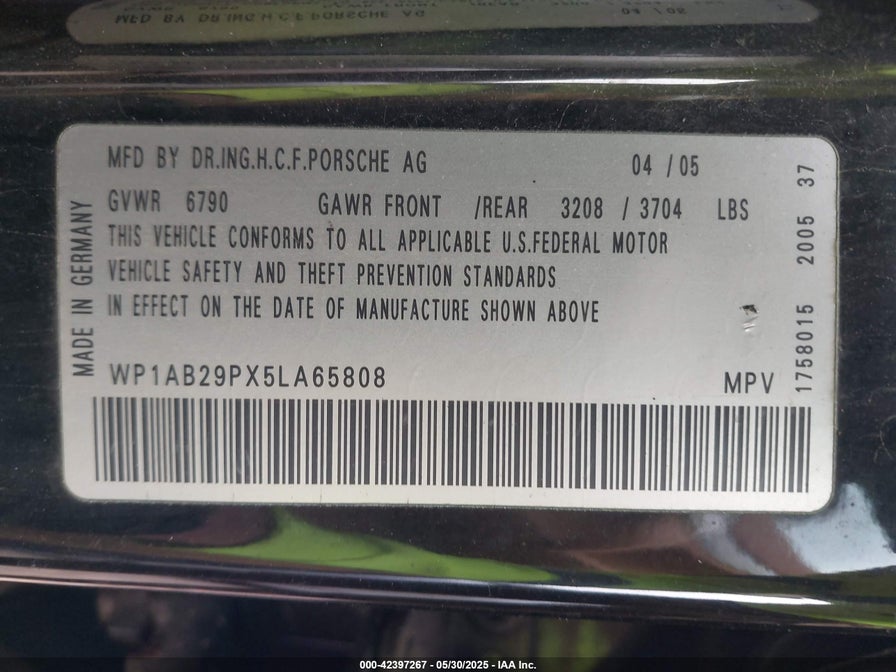 MFD BY DR.ING.H.C.F.PORSCHE AG 04 / 05
GVWR 6790 GAWR FRONT /REAR 3208 / 3704 LBS
THIS VEHICLE CONFORMS TO ALL APPLICABLE U.S.FEDERAL MOTOR
VEHICLE SAFETY AND THEFT PREVENTION STANDARDS
IN EFFECT ON THE DATE OF MANUFACTURE SHOWN ABOVE
WP1AB29PX5LA65808 MPV
MADE IN GERMANY
1758015 2005 37
000-42397267 - 05/30/2025 - IAA Inc.